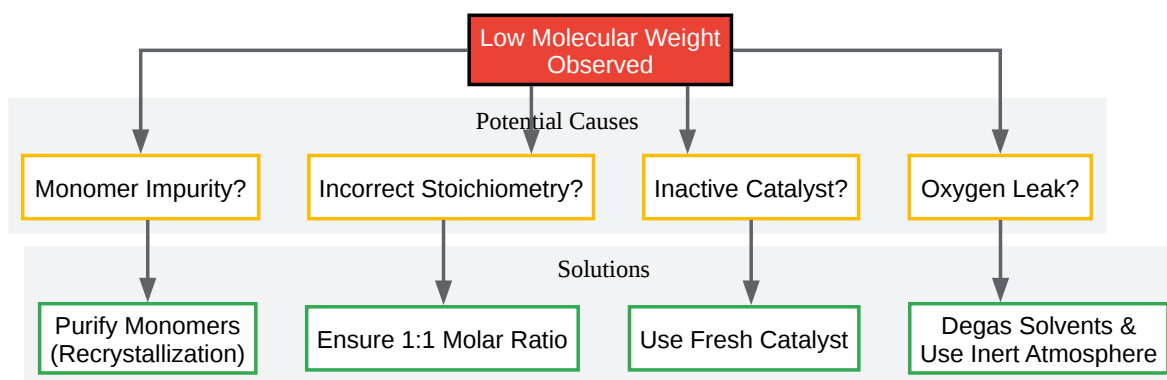 Low Molecular Weight
Observed
Potential Causes
Monomer Impurity?
Incorrect Stoichiometry?
Inactive Catalyst?
Oxygen Leak?
Solutions
Purify Monomers
(Recrystallization)
Ensure 1:1 Molar Ratio
Use Fresh Catalyst
Degas Solvents &
Use Inert Atmosphere